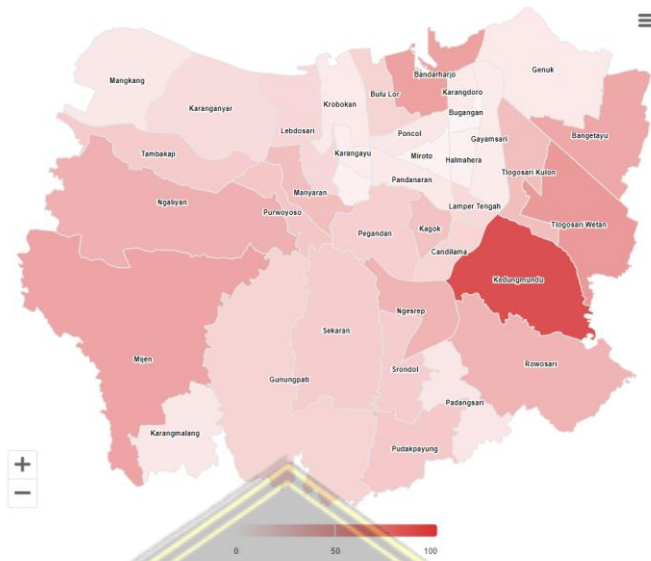 Mangkang
Karanganyar
Tambakaji
Ngaliyan
Lebdosari
Krobokan
Bulu Lor
Bandarharjo
Karangdoro
Bugangan
Genuk
Bangetayu
Poncol
Gayamsari
Karangayu
Miroto
Halmahera
Tlogosari Kulon
Manyaran
Pandanaran
Purwoyoso
Lamper Tengah
Pegandan
Kagok
Tlogosari Wetan
Candilama
Kedungmundu
Ngesrep
Sekaran
Mijen
Gunungpati
Srondol
Rowosari
Padangsari
Karangmalang
Pudakpayung
+
−
0 50 100